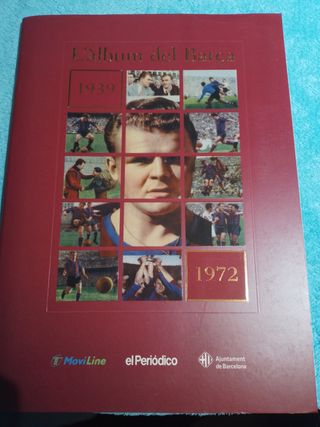 L'àlbum del Barça
1939
1972
MoviLine
el Periódico
Ajuntament
de Barcelona